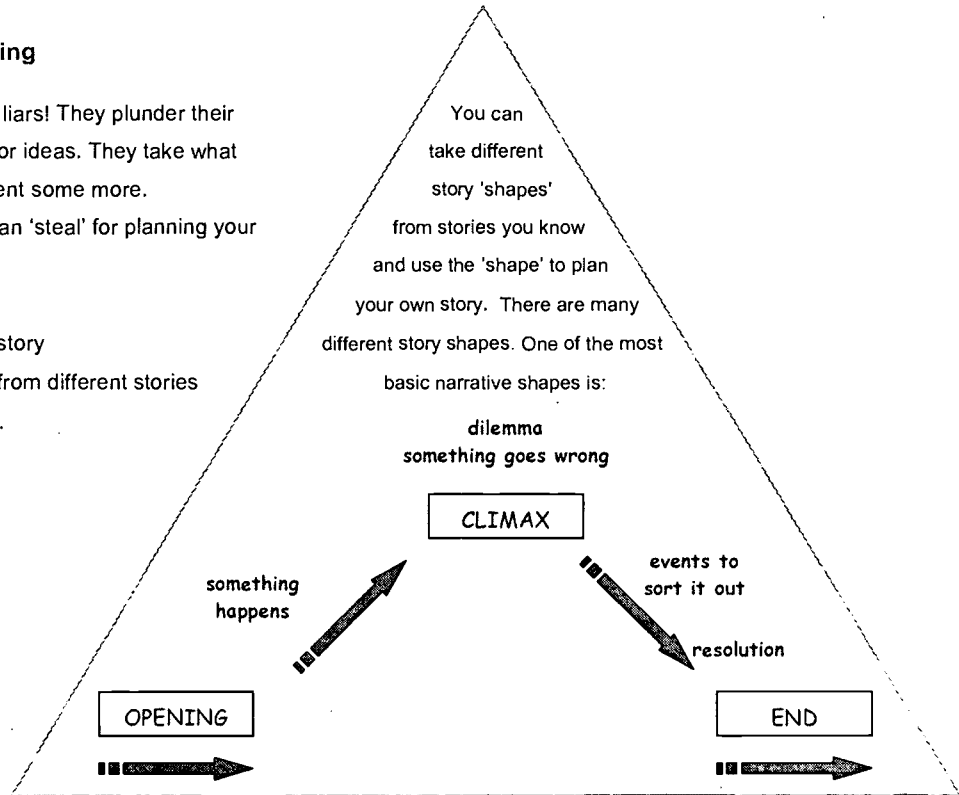 ing
liars! They plunder their
or ideas. They take what
ent some more.
an 'steal' for planning your
story
from different stories
.
You can
take different
story 'shapes'
from stories you know
and use the 'shape' to plan
your own story. There are many
different story shapes. One of the most
basic narrative shapes is:
dilemma
something goes wrong
CLIMAX
something
happens
events to
sort it out
resolution
OPENING
END